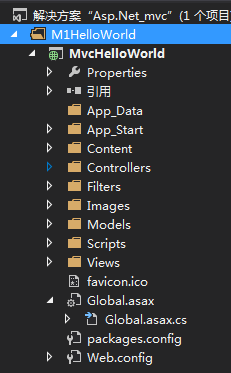 解决方案“Asp.Net_mvc”(1 个项目)
M1HelloWorld
MvcHelloWorld
Properties
引用
App_Data
App_Start
Content
Controllers
Filters
Images
Models
Scripts
Views
favicon.ico
Global.asax
Global.asax.cs
packages.config
Web.config